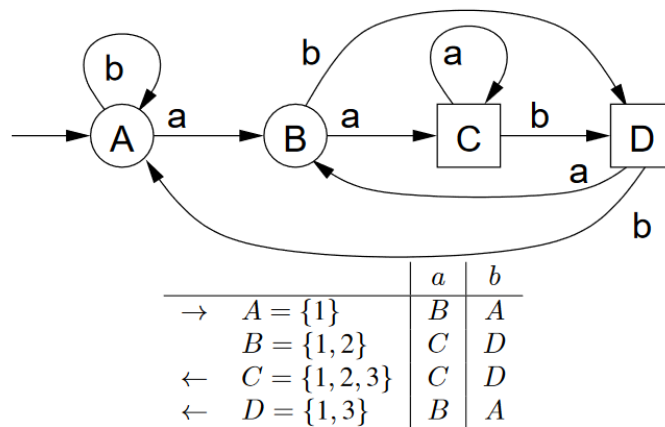 b b a
A a B a C b D
a
b
a b
→ A = {1} B A
B = {1, 2} C D
← C = {1, 2, 3} C D
← D = {1, 3} B A